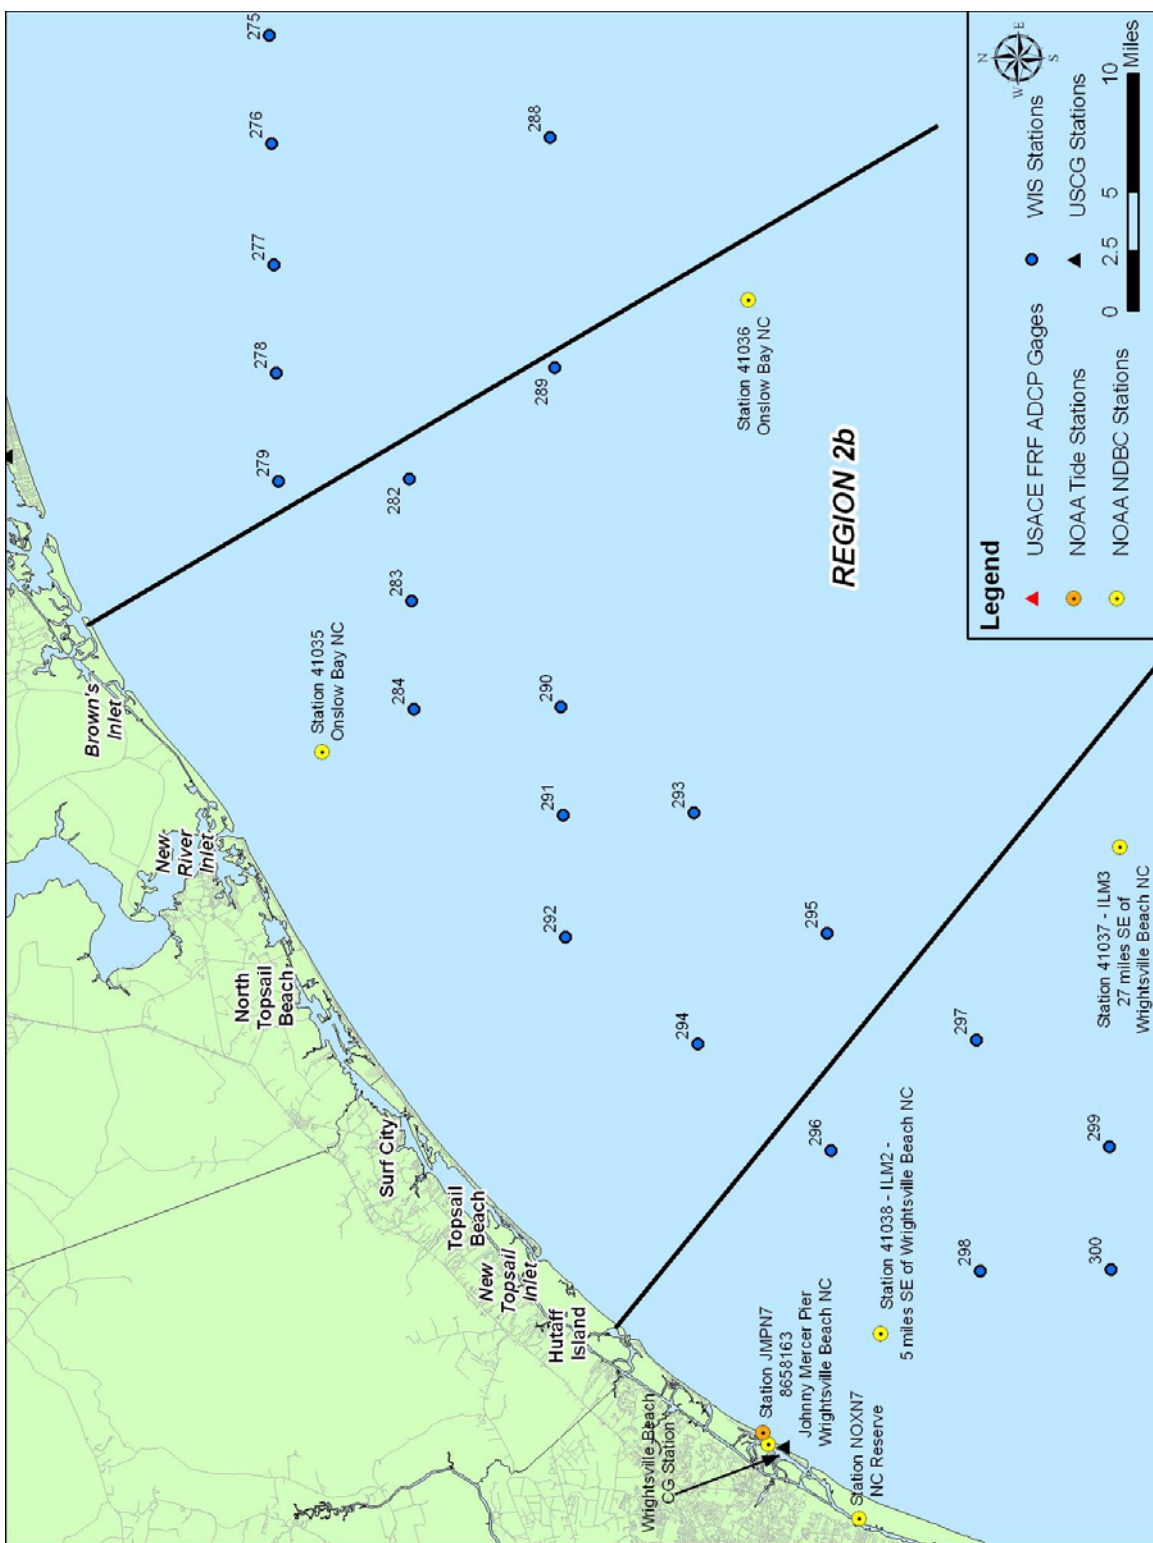 Brown's
Inlet
New
River
Inlet
North
Topsail
Beach
Surf City
Topsail
Beach
New
Topsail
Inlet
Hutaff
Island
Wrightsville Beach
CG Station
Station JMPN7
8658163
Johnny Mercer Pier
Wrightsville Beach NC
Station NOXN7
NC Reserve
Station 41038 - ILM2 -
5 miles SE of Wrightsville Beach NC
Station 41037 - ILM3
27 miles SE of
Wrightsville Beach NC
Station 41035
Onslow Bay NC
Station 41036
Onslow Bay NC
REGION 2b
275
276
277
278
279
282
283
284
288
289
290
291
292
293
294
295
296
297
298
299
300
Legend
USACE FRF ADCP Gages
NOAA Tide Stations
NOAA NDBC Stations
WIS Stations
USCG Stations
N
W E
S
0 2.5 5 10
Miles